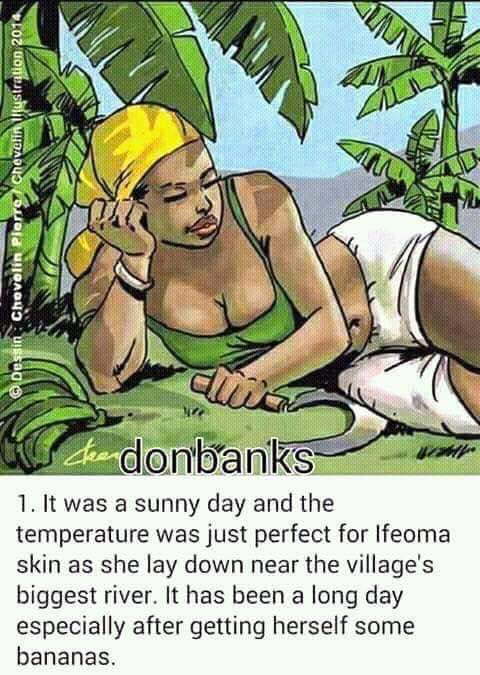 © Dessin : Chevelin Pierre / Chevelin Illustration 2014
donbanks
1. It was a sunny day and the
temperature was just perfect for Ifeoma
skin as she lay down near the village's
biggest river. It has been a long day
especially after getting herself some
bananas.